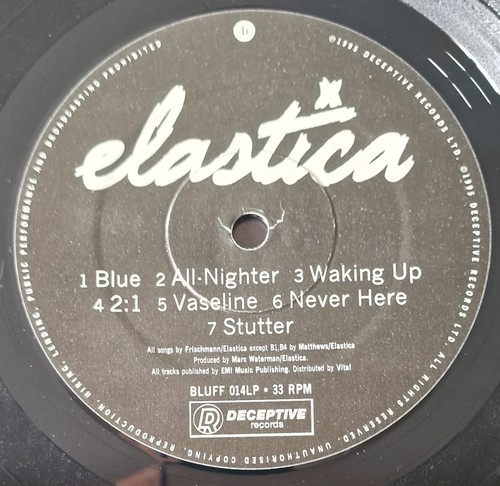 b
PUBLIC PERFORMANCE AND BROADCASTING PROHIBITED
℗1995 DECEPTIVE RECORDS LTD. ©1995 DECEPTIVE RECORDS LTD ALL RIGHTS RESERVED. UNAUTHORISED COPYING, REPRODUCTION, HIRING, LENDING,
elastica
1 Blue 2 All-Nighter 3 Waking Up
4 2:1 5 Vaseline 6 Never Here
7 Stutter
All songs by Frischmann/Elastica except B1,B4 by Matthews/Elastica
Produced by Marc Waterman/Elastica.
All tracks published by EMI Music Publishing. Distributed by Vital
BLUFF 014LP • 33 RPM
DR DECEPTIVE
records